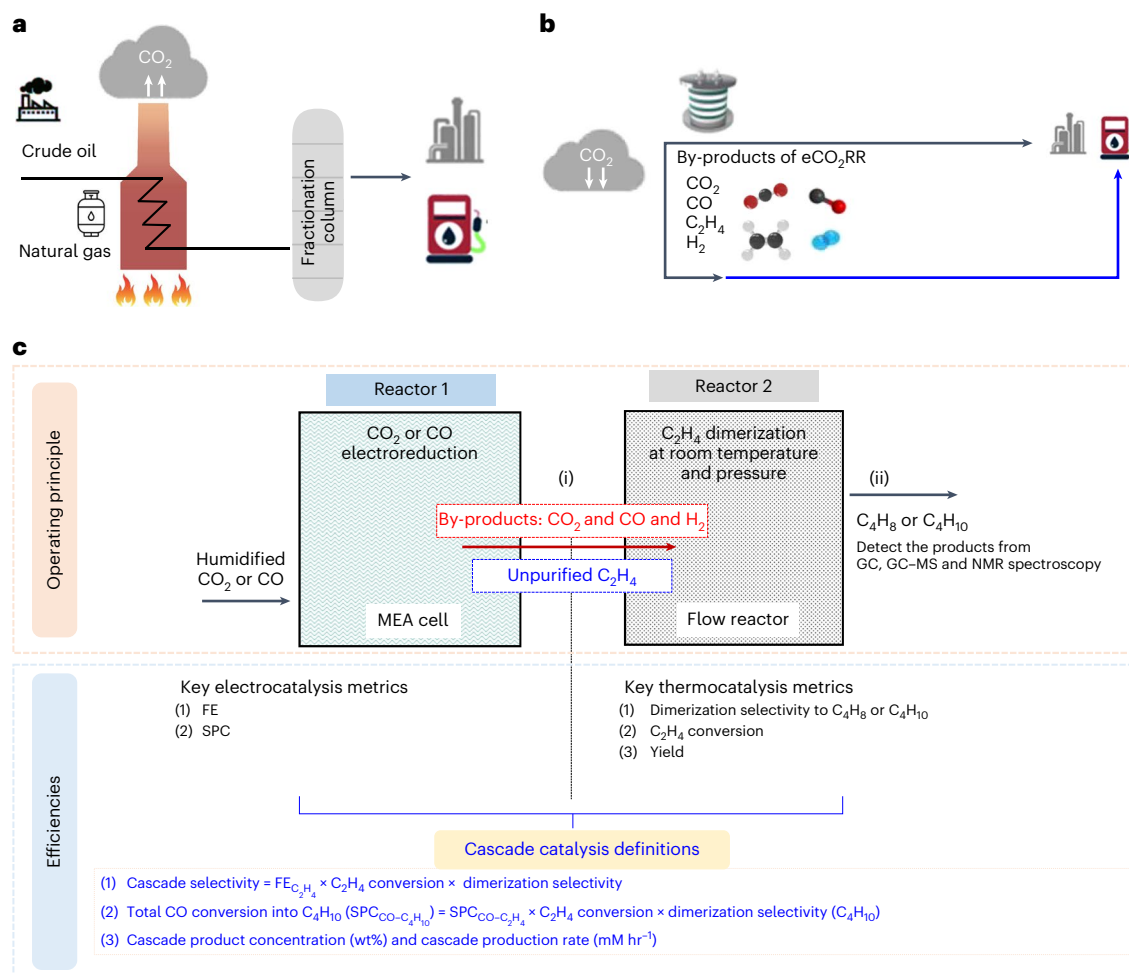 a
CO₂
Crude oil
Natural gas
Fractionation
column
b
CO₂
By-products of eCO₂RR
CO₂
CO
C₂H₄
H₂
c
Operating principle
Reactor 1
Reactor 2
CO₂ or CO
electroreduction
C₂H₄ dimerization
at room temperature
and pressure
(i)
(ii)
By-products: CO₂ and CO and H₂
Unpurified C₂H₄
Humidified
CO₂ or CO
MEA cell
Flow reactor
C₄H₈ or C₄H₁₀
Detect the products from
GC, GC–MS and NMR spectroscopy
Efficiencies
Key electrocatalysis metrics
(1) FE
(2) SPC
Key thermocatalysis metrics
(1) Dimerization selectivity to C₄H₈ or C₄H₁₀
(2) C₂H₄ conversion
(3) Yield
Cascade catalysis definitions
(1) Cascade selectivity = FE_C₂H₄ × C₂H₄ conversion × dimerization selectivity
(2) Total CO conversion into C₄H₁₀ (SPC_CO–C₄H₁₀) = SPC_CO–C₂H₄ × C₂H₄ conversion × dimerization selectivity (C₄H₁₀)
(3) Cascade product concentration (wt%) and cascade production rate (mM hr⁻¹)